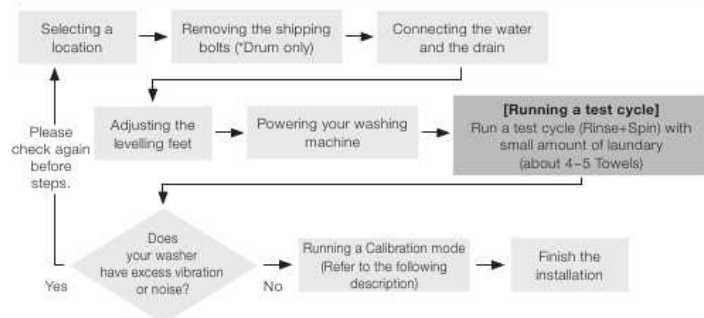 Selecting a
location
Removing the shipping
bolts (*Drum only)
Connecting the water
and the drain
Please
check again
before
steps.
Adjusting the
levelling feet
Powering your washing
machine
[Running a test cycle]
Run a test cycle (Rinse+Spin) with
small amount of laundary
(about 4~5 Towels)
Does
your washer
have excess vibration
or noise?
Yes
No
Running a Calibration mode
(Refer to the following
description)
Finish the
installation